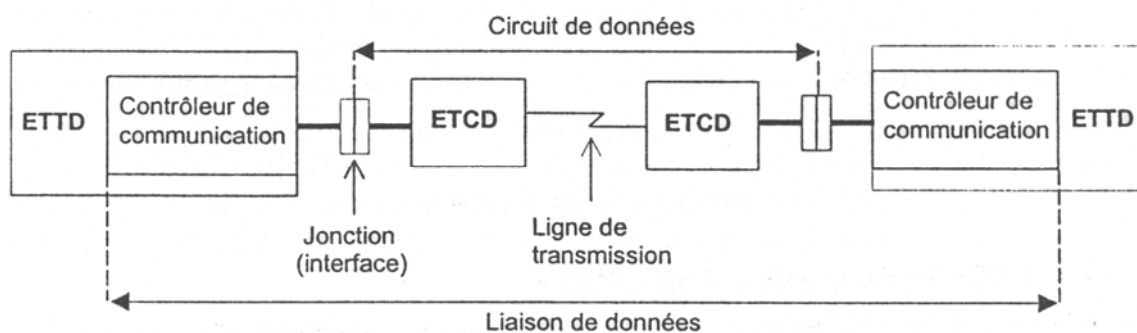 Circuit de données
ETTD
Contrôleur de
communication
ETCD
ETCD
Contrôleur de
communication
ETTD
Jonction
(interface)
Ligne de
transmission
Liaison de données